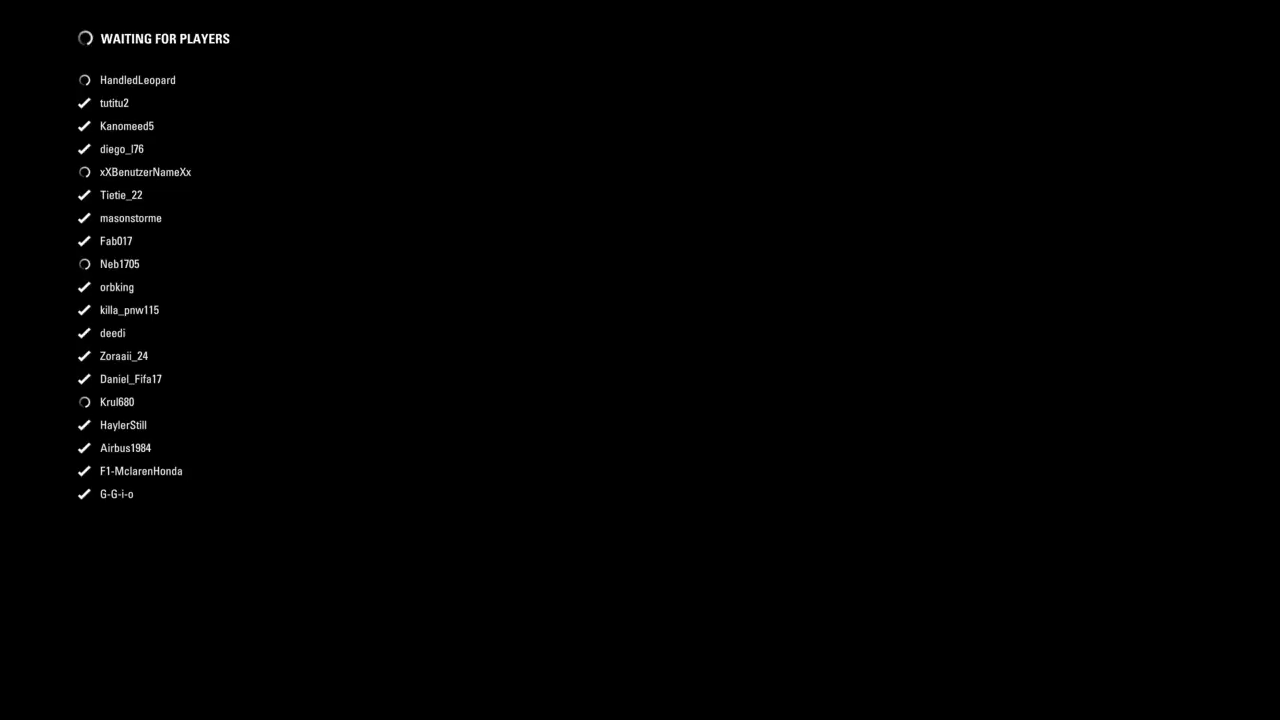 WAITING FOR PLAYERS
HandledLeopard
tutitu2
Kanomeed5
diego_l76
xXBenutzerNameXx
Tietie_22
masonstorme
Fab017
Neb1705
orbking
killa_pnw115
deedi
Zoraaii_24
Daniel_Fifa17
Krul680
HaylerStill
Airbus1984
F1-MclarenHonda
G-G-i-o